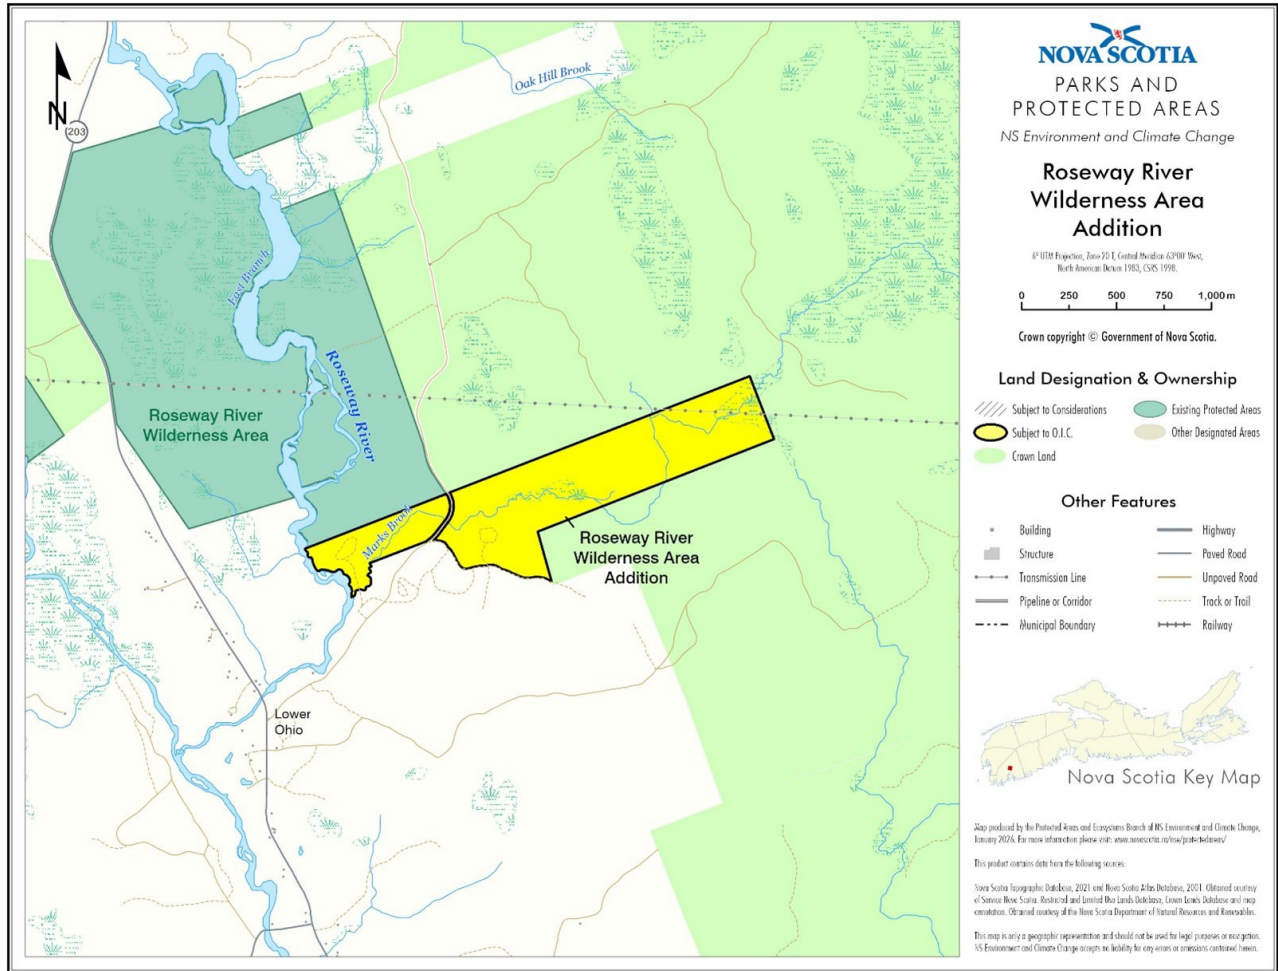 N
203
Oak Hill Brook
East Branch
Roseway River
Roseway River
Wilderness Area
Marks Brook
Roseway River
Wilderness Area
Addition
Lower
Ohio
NOVA SCOTIA
PARKS AND
PROTECTED AREAS
NS Environment and Climate Change
Roseway River
Wilderness Area
Addition
6° UTM Projection, Zone 20 T, Central Meridian 63°00' West,
North American Datum 1983, CSRS 1998.
0 250 500 750 1,000 m
Crown copyright © Government of Nova Scotia.
Land Designation & Ownership
Subject to Considerations
Existing Protected Areas
Subject to O.I.C.
Other Designated Areas
Crown Land
Other Features
Building
Highway
Structure
Paved Road
Transmission Line
Unpaved Road
Pipeline or Corridor
Track or Trail
Municipal Boundary
Railway
Nova Scotia Key Map
Map produced by the Protected Areas and Ecosystems Branch of NS Environment and Climate Change,
January 2026. For more information please visit: www.novascotia.ca/nse/protectedareas/
This product contains data from the following sources:
Nova Scotia Topographic Database, 2021 and Nova Scotia Atlas Database, 2001. Obtained courtesy
of Service Nova Scotia. Restricted and Limited Use Lands Database, Crown Lands Database and map
annotation. Obtained courtesy of the Nova Scotia Department of Natural Resources and Renewables.
This map is only a geographic representation and should not be used for legal purposes or navigation.
NS Environment and Climate Change accepts no liability for any errors or omissions contained herein.